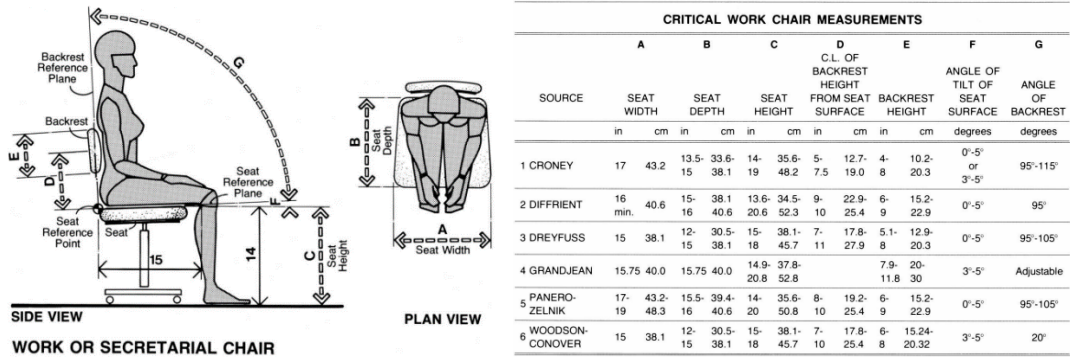 Backrest
Reference
Plane
Backrest
E
D
Seat
Reference
Point
Seat
G
Seat
Reference
Plane
F
15
14
C
Seat
Height
SIDE VIEW
B
Seat
Depth
A
Seat Width
PLAN VIEW
WORK OR SECRETARIAL CHAIR
CRITICAL WORK CHAIR MEASUREMENTS
A B C D E F G
C.L. OF
BACKREST ANGLE OF
HEIGHT TILT OF ANGLE
SOURCE SEAT SEAT SEAT FROM SEAT BACKREST SEAT OF
WIDTH DEPTH HEIGHT SURFACE HEIGHT SURFACE BACKREST
in cm in cm in cm in cm in cm degrees degrees
1 CRONEY 17 43.2 13.5- 33.6- 14- 35.6- 5- 12.7- 4- 10.2- 0°-5° 95°-115°
15 38.1 19 48.2 7.5 19.0 8 20.3 or
3°-5°
2 DIFFRIENT 16 40.6 15- 38.1 13.6- 34.5- 9- 22.9- 6- 15.2- 0°-5° 95°
min. 16 40.6 20.6 52.3 10 25.4 9 22.9
3 DREYFUSS 15 38.1 12- 30.5- 15- 38.1- 7- 17.8- 5.1- 12.9- 0°-5° 95°-105°
15 38.1 18 45.7 11 27.9 8 20.3
4 GRANDJEAN 15.75 40.0 15.75 40.0 14.9- 37.8- 7.9- 20- 3°-5° Adjustable
20.8 52.8 11.8 30
5 PANERO- 17- 43.2- 15.5- 39.4- 14- 35.6- 8- 19.2- 6- 15.2- 0°-5° 95°-105°
ZELNIK 19 48.3 16 40.6 20 50.8 10 25.4 9 22.9
6 WOODSON- 15 38.1 12- 30.5- 15- 38.1- 7- 17.8- 6- 15.24- 3°-5° 20°
CONOVER 15 38.1 18 45.7 10 25.4 8 20.32